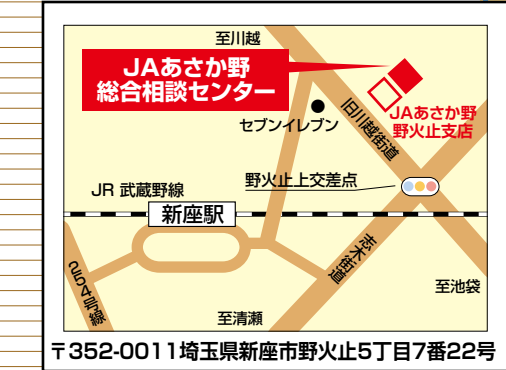 至川越
JAあさか野
総合相談センター
JAあさか野
野火止支店
セブンイレブン
旧川越街道
野火止上交差点
JR 武蔵野線
新座駅
254号線
志木街道
至池袋
至清瀬
〒352-0011埼玉県新座市野火止5丁目7番22号